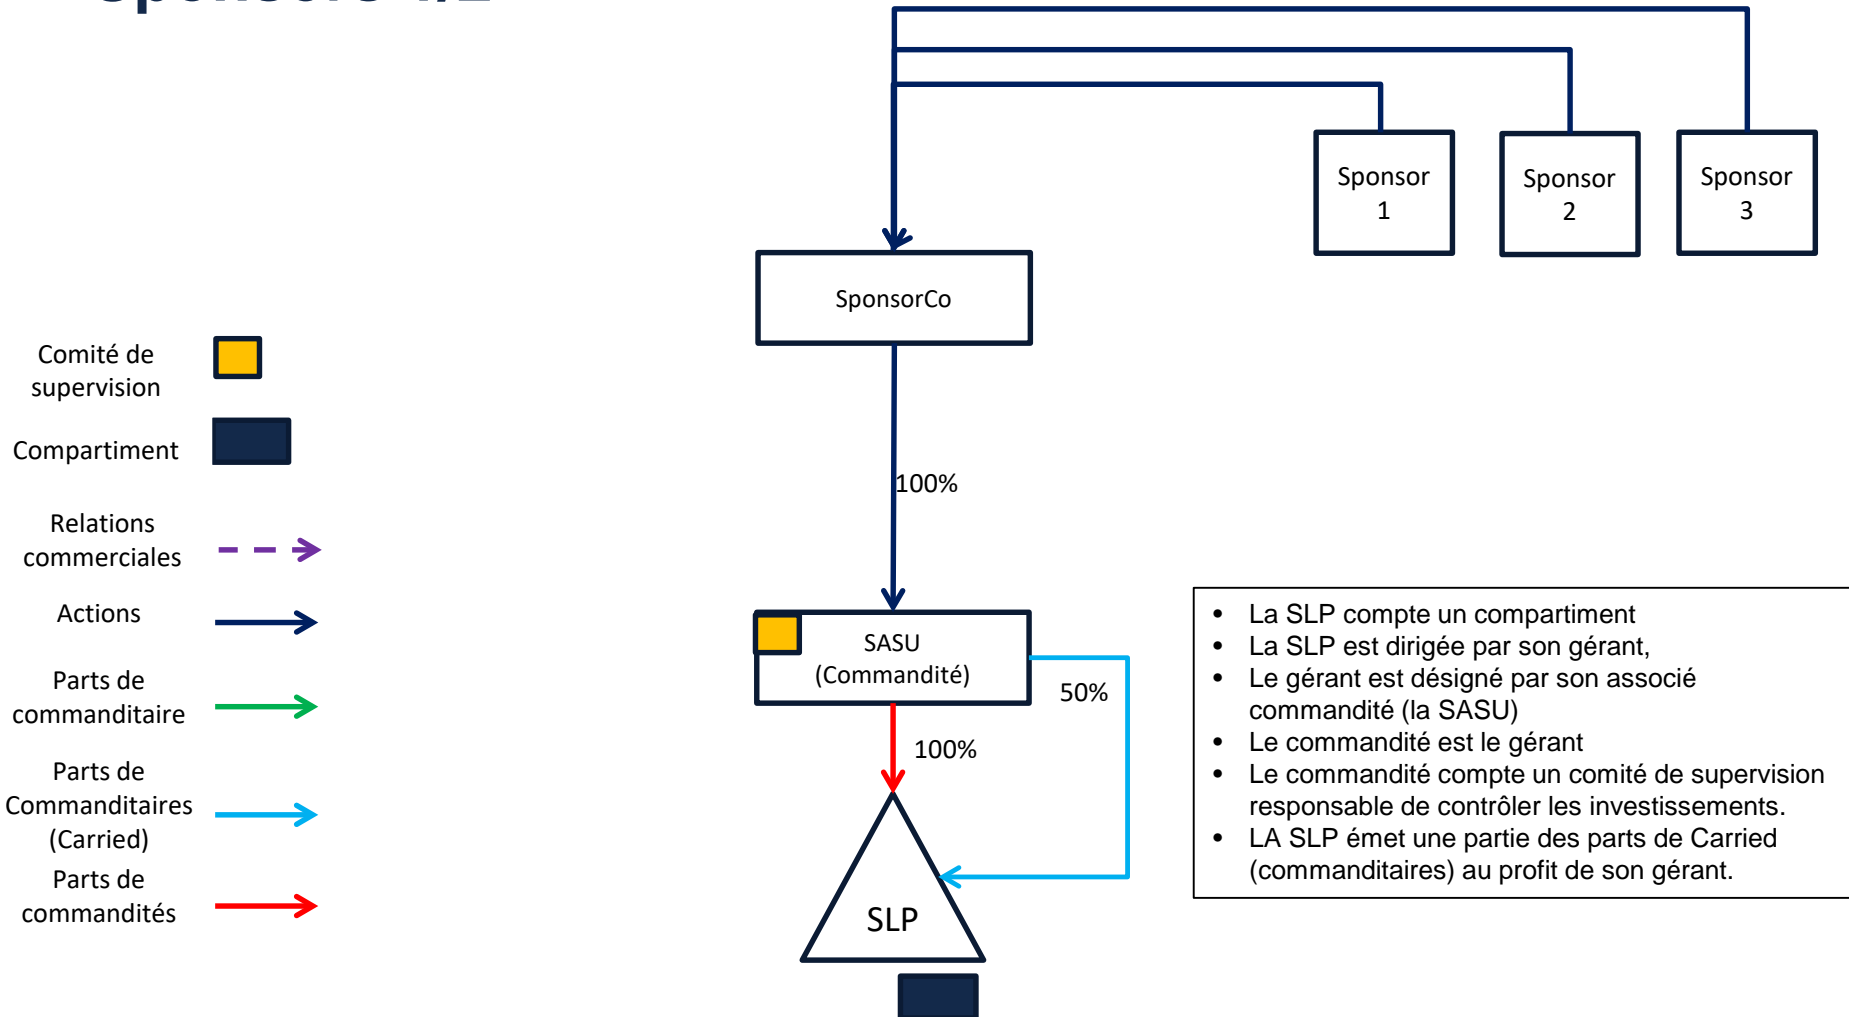 Sponsor
1
Sponsor
2
Sponsor
3
SponsorCo
Comité de
supervision
Compartiment
100%
Relations
commerciales
Actions
SASU
(Commandité)
50%
Parts de
commanditaire
100%
Parts de
Commanditaires
(Carried)
Parts de
commandités
SLP
• La SLP compte un compartiment
• La SLP est dirigée par son gérant,
• Le gérant est désigné par son associé
commandité (la SASU)
• Le commandité est le gérant
• Le commandité compte un comité de supervision
responsable de contrôler les investissements.
• LA SLP émet une partie des parts de Carried
(commanditaires) au profit de son gérant.